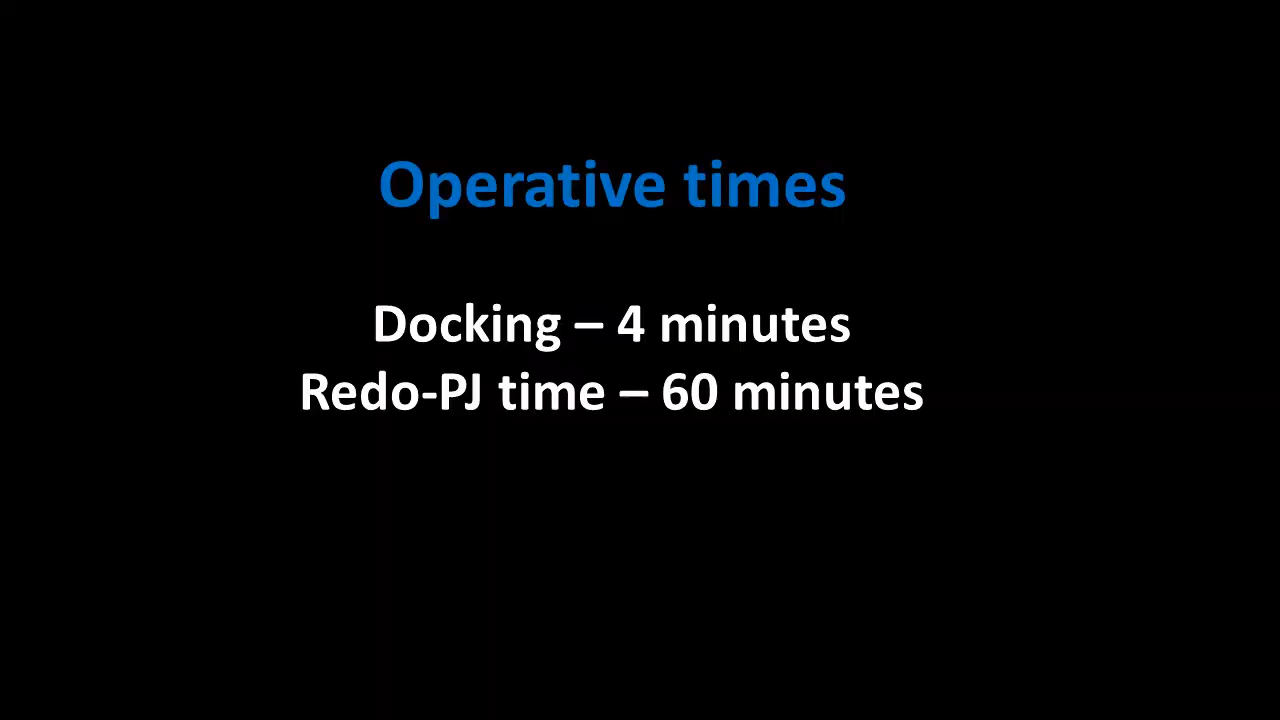 Operative times
Docking – 4 minutes
Redo-PJ time – 60 minutes